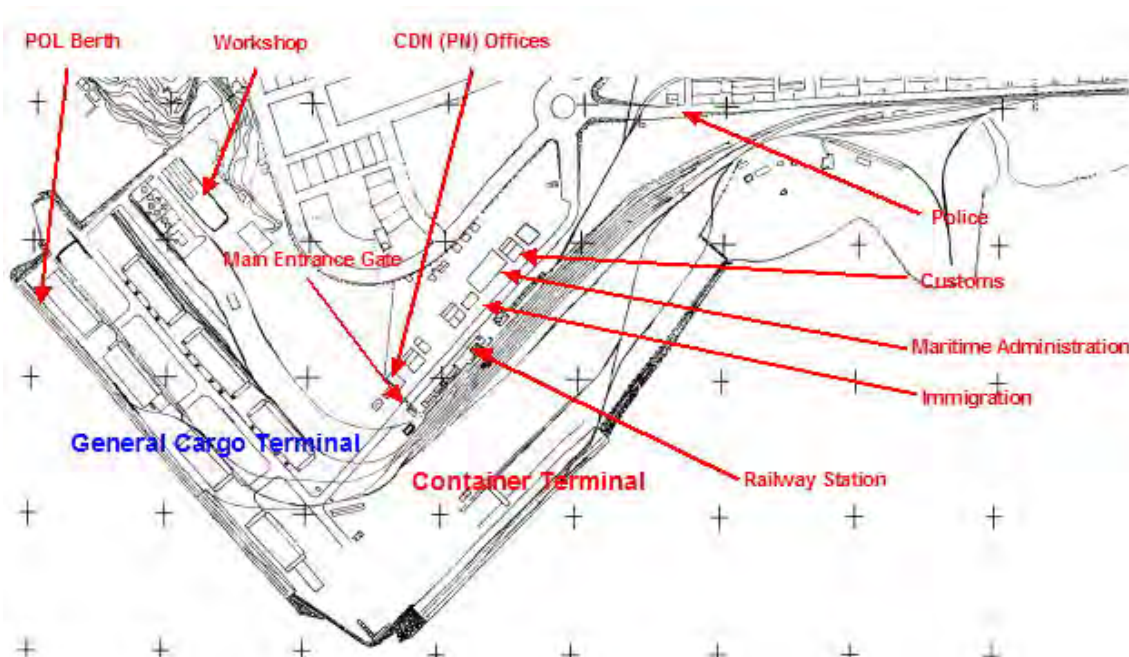 POL Berth
Workshop
CDN (PN) Offices
Main Entrance Gate
Police
Customs
Maritime Administration
Immigration
General Cargo Terminal
Container Terminal
Railway Station